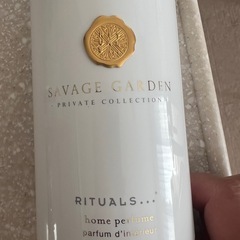 SAVAGE GARDEN
PRIVATE COLLECTION
RITUALS...
home perfume
parfum d'intérieur